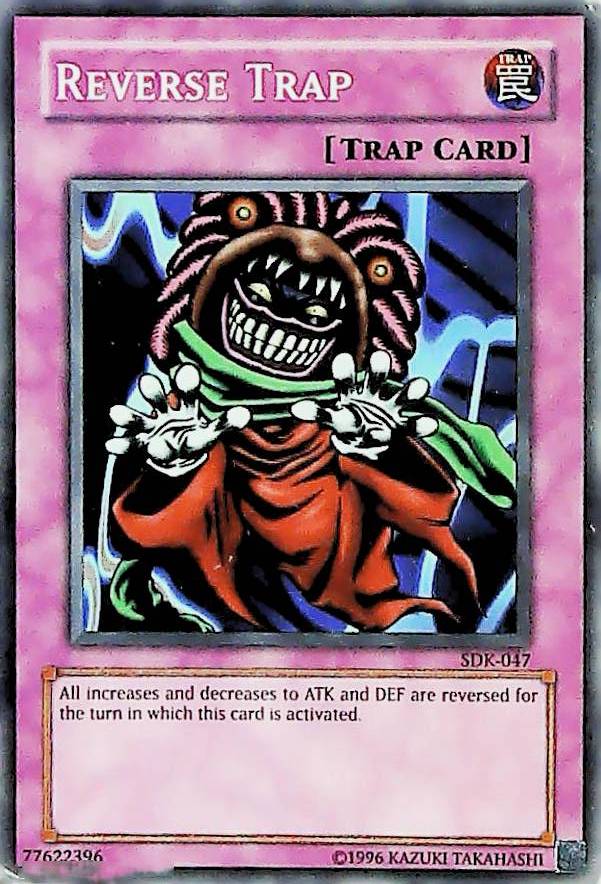 REVERSE TRAP
TRAP
罠
[TRAP CARD]
SDK-047
All increases and decreases to ATK and DEF are reversed for
the turn in which this card is activated.
77622396
©1996 KAZUKI TAKAHASHI